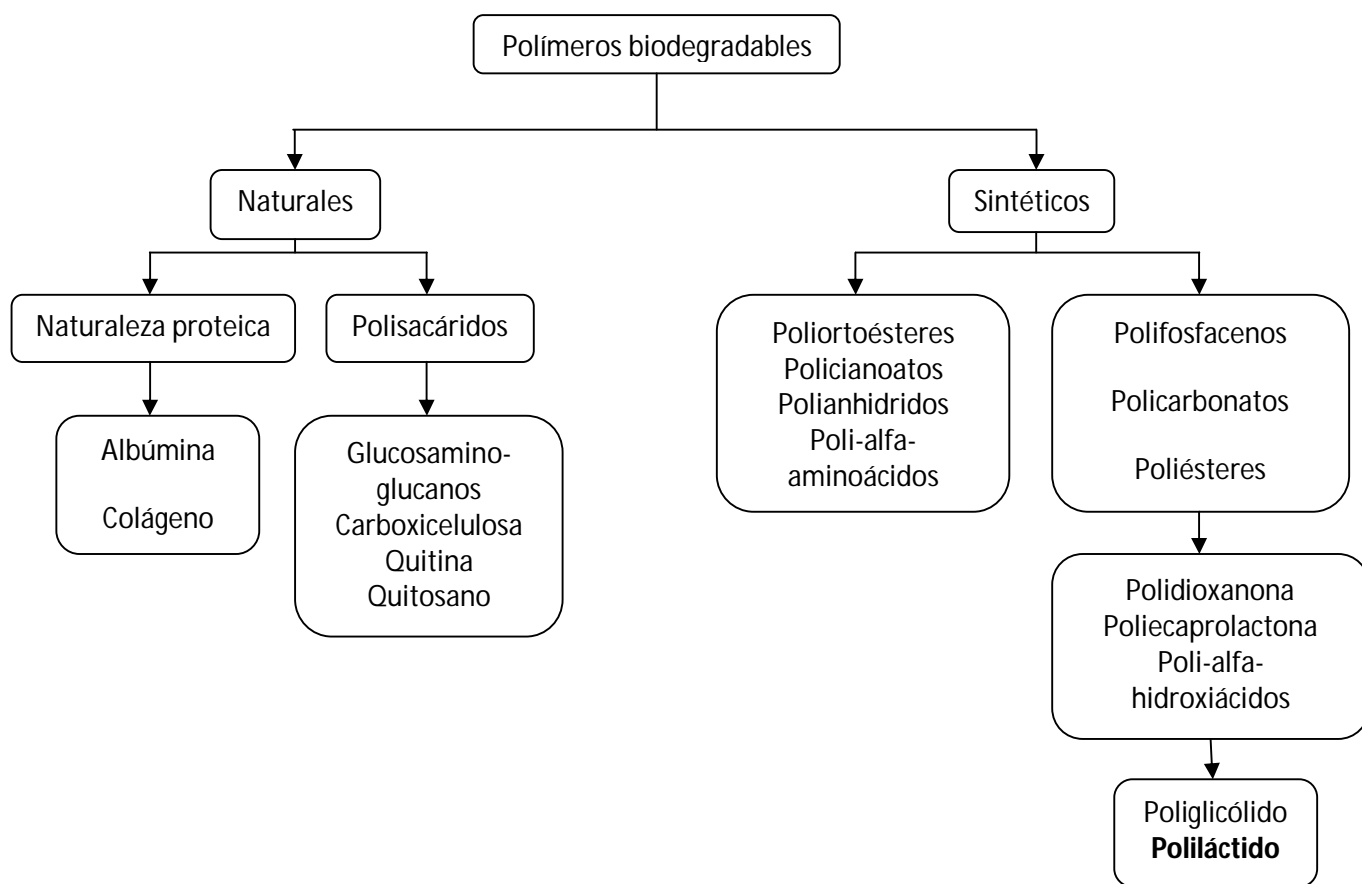 Polímeros biodegradables
Naturales
Sintéticos
Naturaleza proteica
Polisacáridos
Albúmina
Colágeno
Glucosamino-
glucanos
Carboxicelulosa
Quitina
Quitosano
Poliortoésteres
Policianoatos
Polianhidridos
Poli-alfa-
aminoácidos
Polifosfacenos
Policarbonatos
Poliésteres
Polidioxanona
Poliecaprolactona
Poli-alfa-
hidroxiácidos
Poliglicólido
Poliláctido